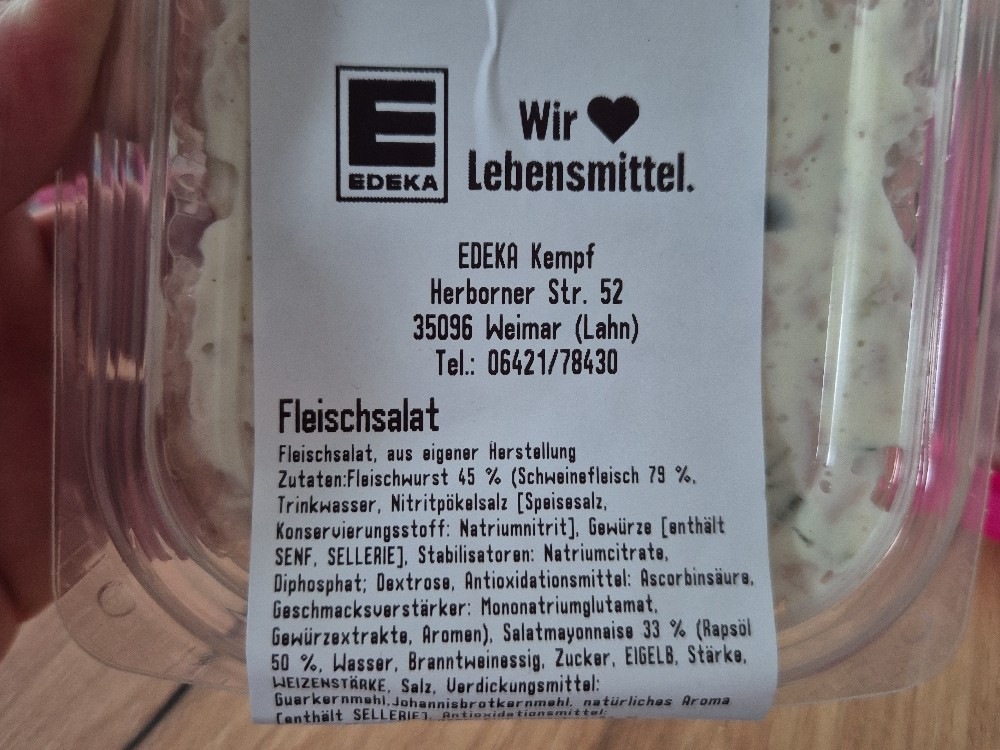 E
EDEKA
Wir
Lebensmittel.
EDEKA Kempf
Herborner Str. 52
35096 Weimar (Lahn)
Tel.: 06421/78430
Fleischsalat
Fleischsalat, aus eigener Herstellung
Zutaten:Fleischwurst 45 % (Schweinefleisch 79 %,
Trinkwasser, Nitritpökelsalz [Speisesalz,
Konservierungsstoff: Natriumnitrit], Gewürze [enthält
SENF, SELLERIE], Stabilisatoren: Natriumcitrate,
Diphosphat; Dextrose, Antioxidationsmittel: Ascorbinsäure,
Geschmacksverstärker: Mononatriumglutamat,
Gewürzextrakte, Aromen), Salatmayonnaise 33 % (Rapsöl
50 %, Wasser, Branntweinessig, Zucker, EIGELB, Stärke,
WEIZENSTÄRKE, Salz, Verdickungsmittel:
Guarkernmehl,Johannisbrotkernmehl, natürliches Aroma
[enthält SELLERIE], Antioxidationsmittel: